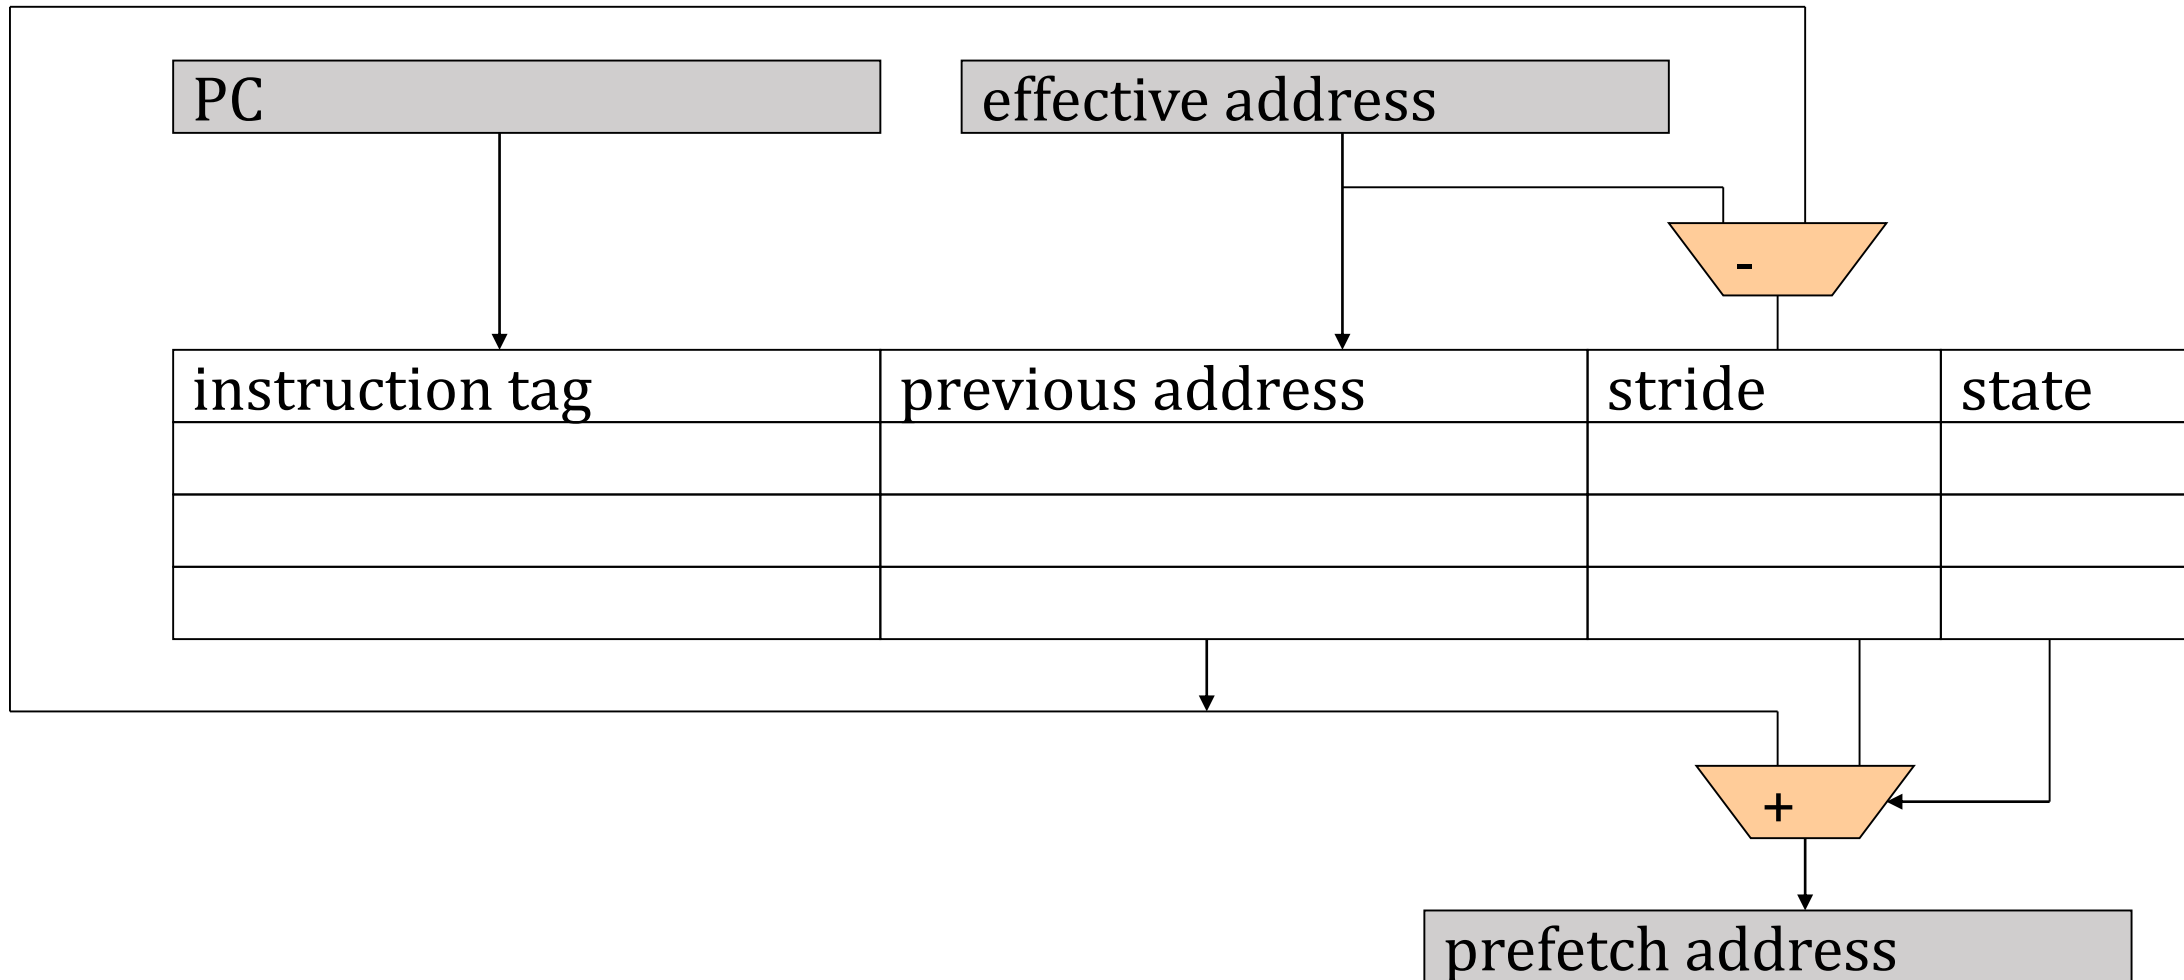 PC
effective address
-
instruction tag
previous address
stride
state
+
prefetch address